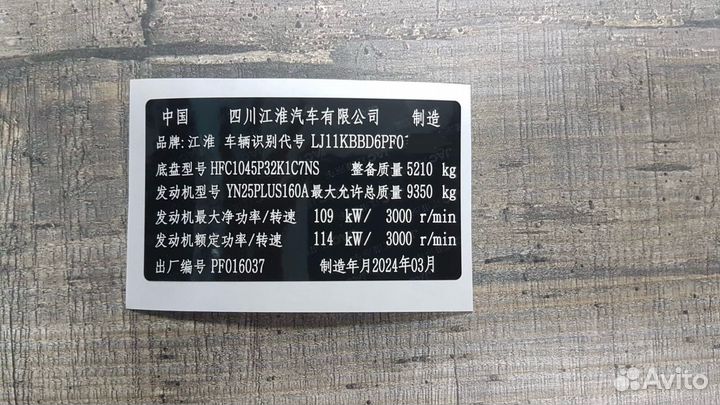 中国 四川江淮汽车有限公司 制造
品牌:江淮 车辆识别代号 LJ11KBBD6PF0
底盘型号 HFC1045P32K1C7NS 整备质量 5210 kg
发动机型号 YN25PLUS160A 最大允许总质量 9350 kg
发动机最大净功率/转速 109 kW/ 3000 r/min
发动机额定功率/转速 114 kW/ 3000 r/min
出厂编号 PF016037 制造年月2024年03月
Avito